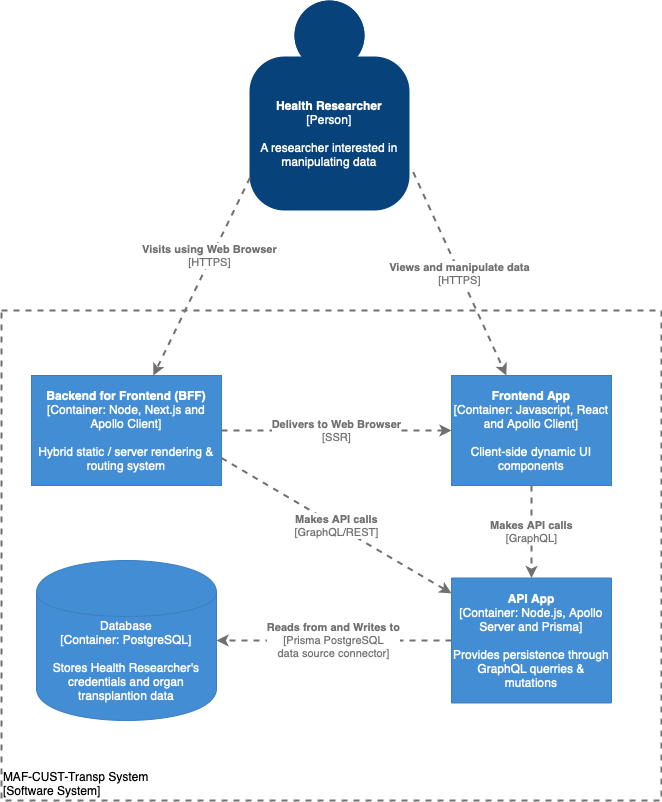 Health Researcher
[Person]
A researcher interested in
manipulating data
Visits using Web Browser
[HTTPS]
Views and manipulate data
[HTTPS]
Backend for Frontend (BFF)
[Container: Node, Next.js and
Apollo Client]
Hybrid static / server rendering &
routing system
Delivers to Web Browser
[SSR]
Frontend App
[Container: Javascript, React
and Apollo Client]
Client-side dynamic UI
components
Makes API calls
[GraphQL/REST]
Makes API calls
[GraphQL]
Database
[Container: PostgreSQL]
Stores Health Researcher's
credentials and organ
transplantion data
Reads from and Writes to
[Prisma PostgreSQL
data source connector]
API App
[Container: Node.js, Apollo
Server and Prisma]
Provides persistence through
GraphQL querries &
mutations
MAF-CUST-Transp System
[Software System]